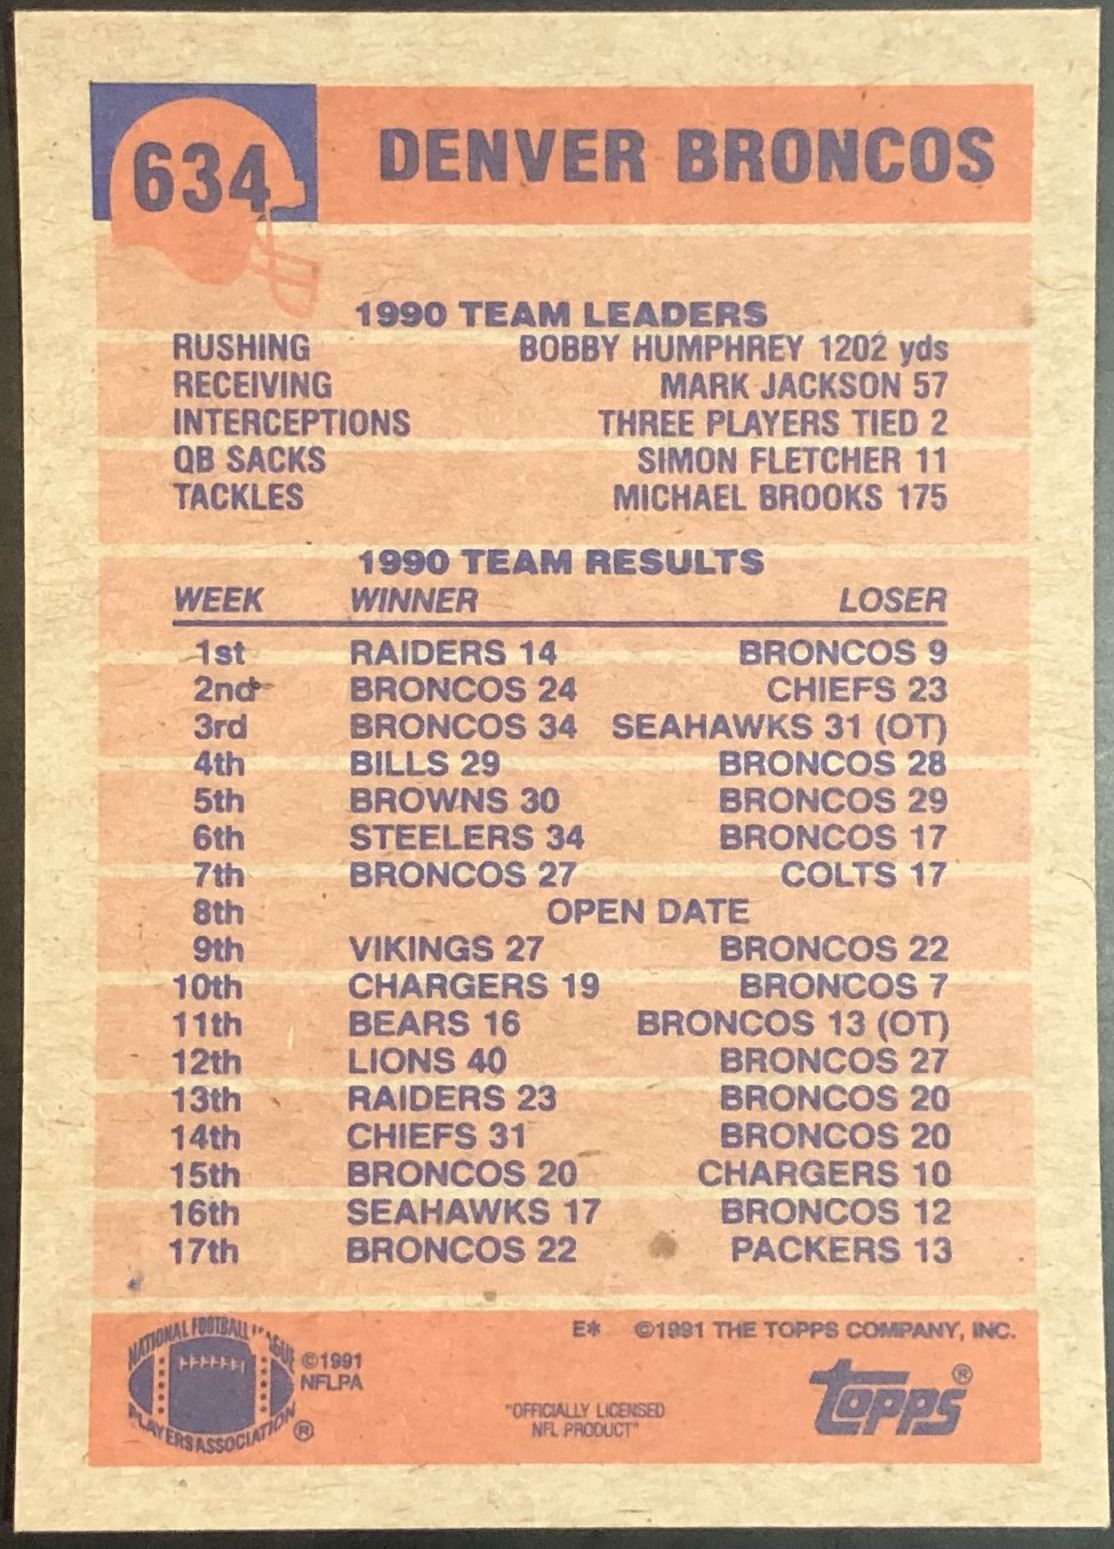 634
DENVER BRONCOS
1990 TEAM LEADERS
RUSHING BOBBY HUMPHREY 1202 yds
RECEIVING MARK JACKSON 57
INTERCEPTIONS THREE PLAYERS TIED 2
QB SACKS SIMON FLETCHER 11
TACKLES MICHAEL BROOKS 175
1990 TEAM RESULTS
WEEK WINNER LOSER
1st RAIDERS 14 BRONCOS 9
2nd BRONCOS 24 CHIEFS 23
3rd BRONCOS 34 SEAHAWKS 31 (OT)
4th BILLS 29 BRONCOS 28
5th BROWNS 30 BRONCOS 29
6th STEELERS 34 BRONCOS 17
7th BRONCOS 27 COLTS 17
8th OPEN DATE
9th VIKINGS 27 BRONCOS 22
10th CHARGERS 19 BRONCOS 7
11th BEARS 16 BRONCOS 13 (OT)
12th LIONS 40 BRONCOS 27
13th RAIDERS 23 BRONCOS 20
14th CHIEFS 31 BRONCOS 20
15th BRONCOS 20 CHARGERS 10
16th SEAHAWKS 17 BRONCOS 12
17th BRONCOS 22 PACKERS 13
E* ©1991 THE TOPPS COMPANY, INC.
NATIONAL FOOTBALL LEAGUE
PLAYERS ASSOCIATION ®
©1991
NFLPA
"OFFICIALLY LICENSED
NFL PRODUCT"
topps ®